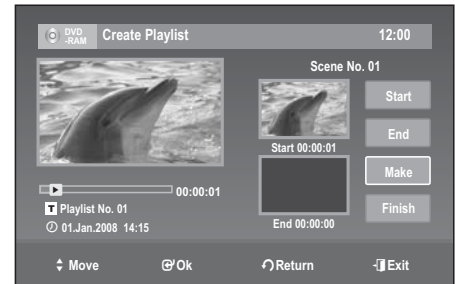 DVD
-RAM
Create Playlist
12:00
Scene No. 01
Start
End
Make
Finish
Start 00:00:01
End 00:00:00
00:00:01
T Playlist No. 01
01.Jan.2008 14:15
Move
Ok
Return
Exit